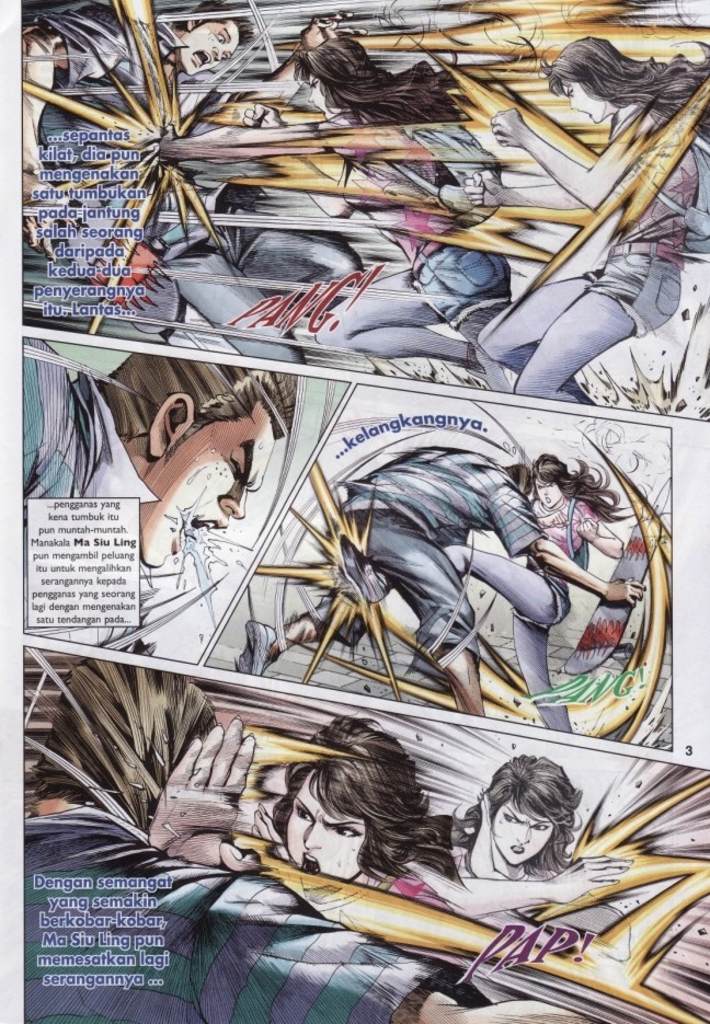 ...sepantas
kilat, dia pun
mengenakan
satu tumbukan
pada jantung
salah seorang
daripada
kedua-dua
penyerangnya
itu. Lantas...
PANG!
...pengganas yang
kena tumbuk itu
pun muntah-muntah.
Manakala Ma Siu Ling
pun mengambil peluang
itu untuk mengalihkan
serangannya kepada
pengganas yang seorang
lagi dengan mengenakan
satu tendangan pada...
...kelangkangnya.
PANG!
3
Dengan semangat
yang semakin
berkobar-kobar,
Ma Siu Ling pun
memesatkan lagi
serangannya ...
PAP!